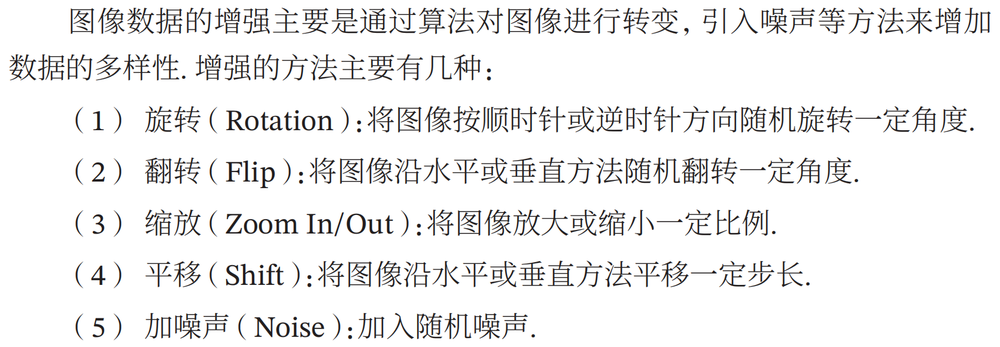 图像数据的增强主要是通过算法对图像进行转变, 引入噪声等方法来增加
数据的多样性. 增强的方法主要有几种：
（1） 旋转（Rotation）：将图像按顺时针或逆时针方向随机旋转一定角度.
（2） 翻转（Flip）：将图像沿水平或垂直方法随机翻转一定角度.
（3） 缩放（Zoom In/Out）：将图像放大或缩小一定比例.
（4） 平移（Shift）：将图像沿水平或垂直方法平移一定步长.
（5） 加噪声（Noise）：加入随机噪声.